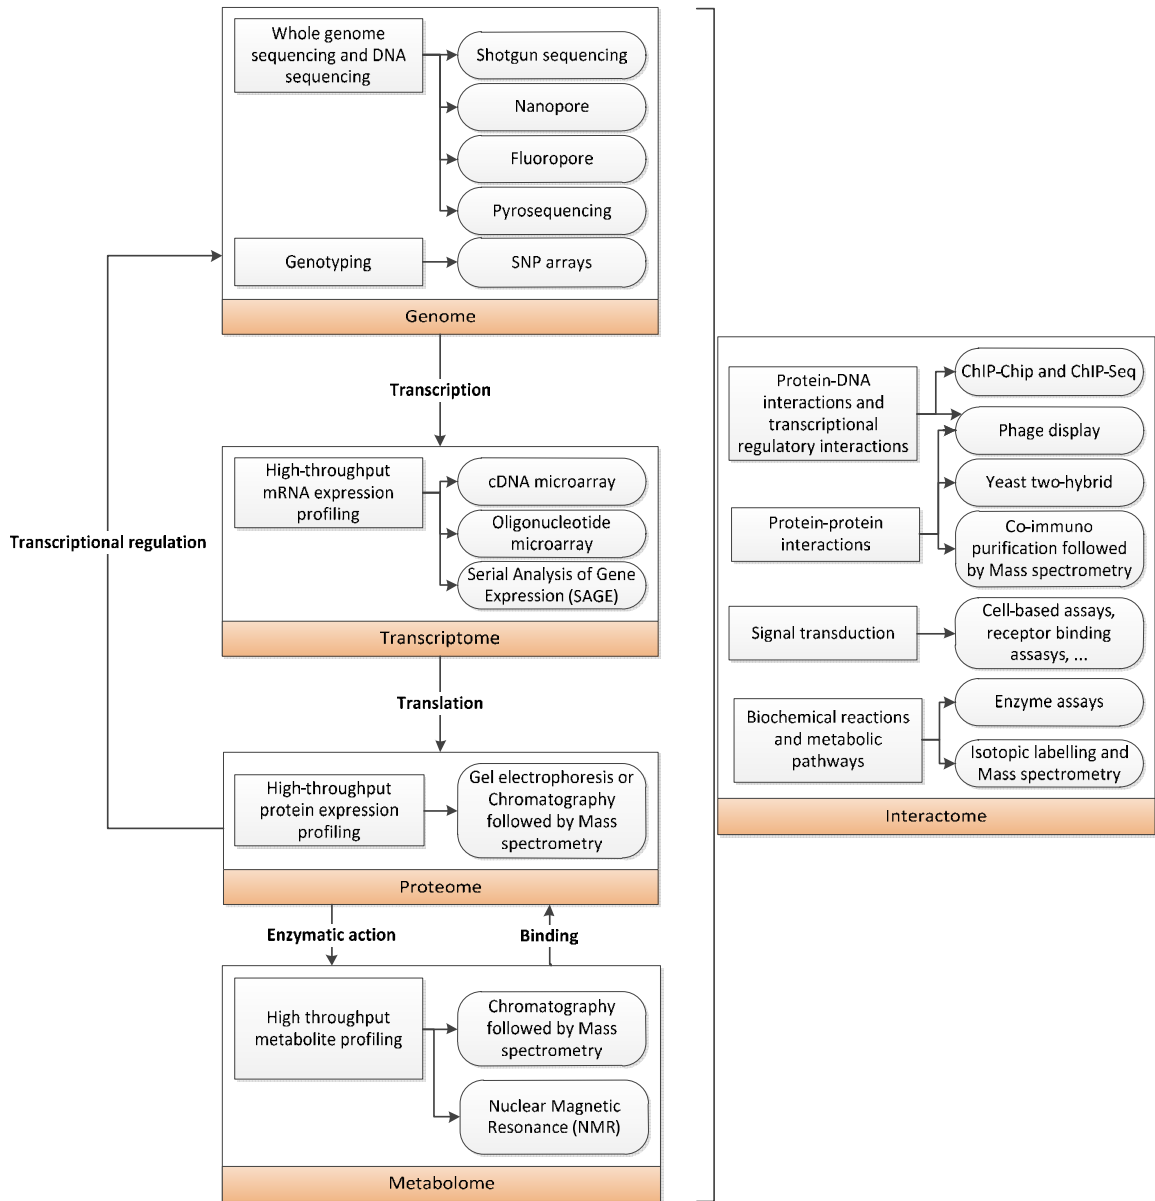 Whole genome
sequencing and DNA
sequencing
Shotgun sequencing
Nanopore
Fluoropore
Pyrosequencing
Genotyping
SNP arrays
Genome
Transcription
High-throughput
mRNA expression
profiling
cDNA microarray
Oligonucleotide
microarray
Serial Analysis of Gene
Expression (SAGE)
Transcriptome
Transcriptional regulation
Translation
High-throughput
protein expression
profiling
Gel electrophoresis or
Chromatography
followed by Mass
spectrometry
Proteome
Enzymatic action
Binding
High throughput
metabolite profiling
Chromatography
followed by Mass
spectrometry
Nuclear Magnetic
Resonance (NMR)
Metabolome
Protein-DNA
interactions and
transcriptional
regulatory interactions
ChIP-Chip and ChIP-Seq
Phage display
Yeast two-hybrid
Protein-protein
interactions
Co-immuno
purification followed
by Mass spectrometry
Signal transduction
Cell-based assays,
receptor binding
assasys, ...
Biochemical reactions
and metabolic
pathways
Enzyme assays
Isotopic labelling and
Mass spectrometry
Interactome